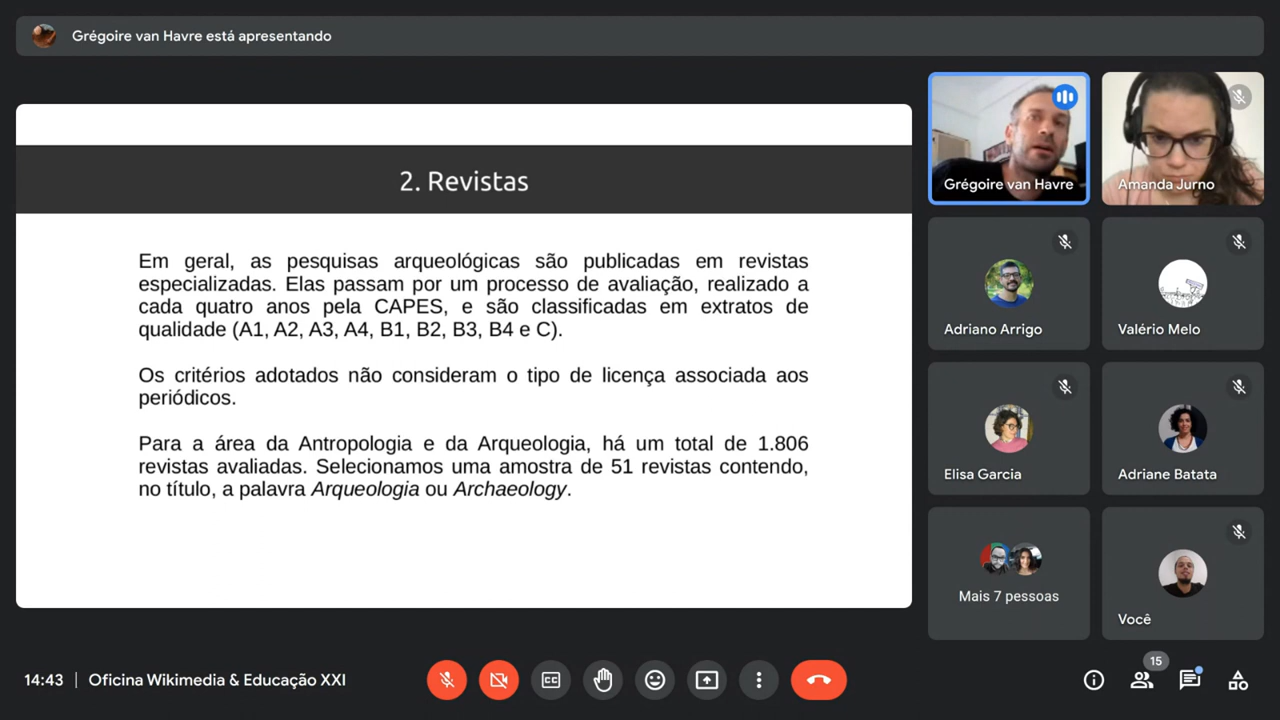 Grégoire van Havre está apresentando
2. Revistas
Em geral, as pesquisas arqueológicas são publicadas em revistas
especializadas. Elas passam por um processo de avaliação, realizado a
cada quatro anos pela CAPES, e são classificadas em extratos de
qualidade (A1, A2, A3, A4, B1, B2, B3, B4 e C).
Os critérios adotados não consideram o tipo de licença associada aos
periódicos.
Para a área da Antropologia e da Arqueologia, há um total de 1.806
revistas avaliadas. Selecionamos uma amostra de 51 revistas contendo,
no título, a palavra Arqueologia ou Archaeology.
Grégoire van Havre
Amanda Jurno
Adriano Arrigo
Valério Melo
Elisa Garcia
Adriane Batata
Mais 7 pessoas
Você
14:43
Oficina Wikimedia & Educação XXI
CC
15